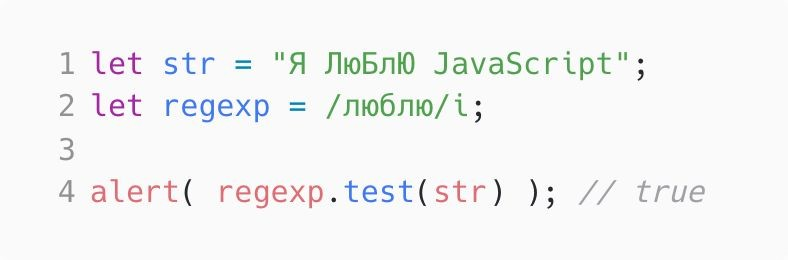 1 let str = "Я ЛюБлЮ JavaScript";
2 let regexp = /люблю/i;
3
4 alert( regexp.test(str) ); // true